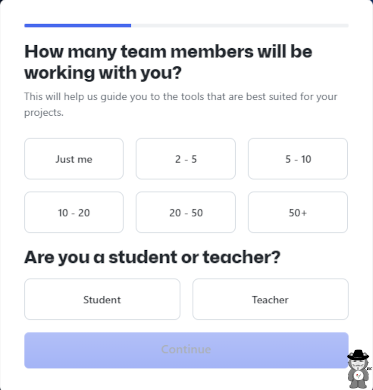 How many team members will be
working with you?
This will help us guide you to the tools that are best suited for your
projects.
Just me
2 - 5
5 - 10
10 - 20
20 - 50
50+
Are you a student or teacher?
Student
Teacher
Continue